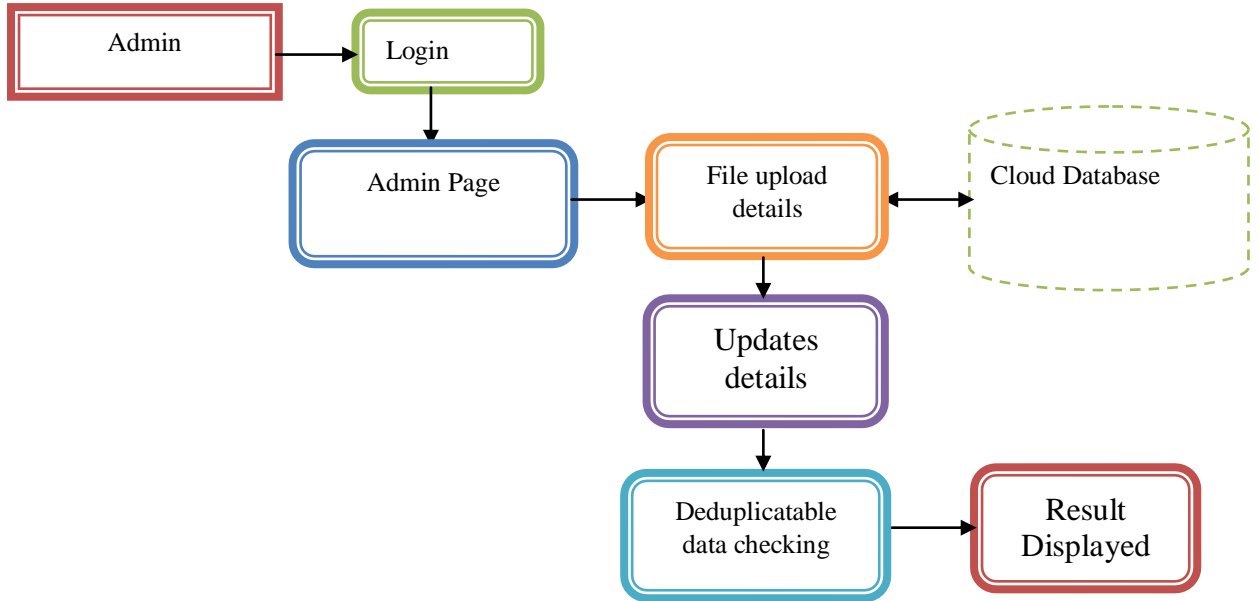 Admin
Login
Admin Page
File upload
details
Cloud Database
Updates
details
Deduplicatable
data checking
Result
Displayed